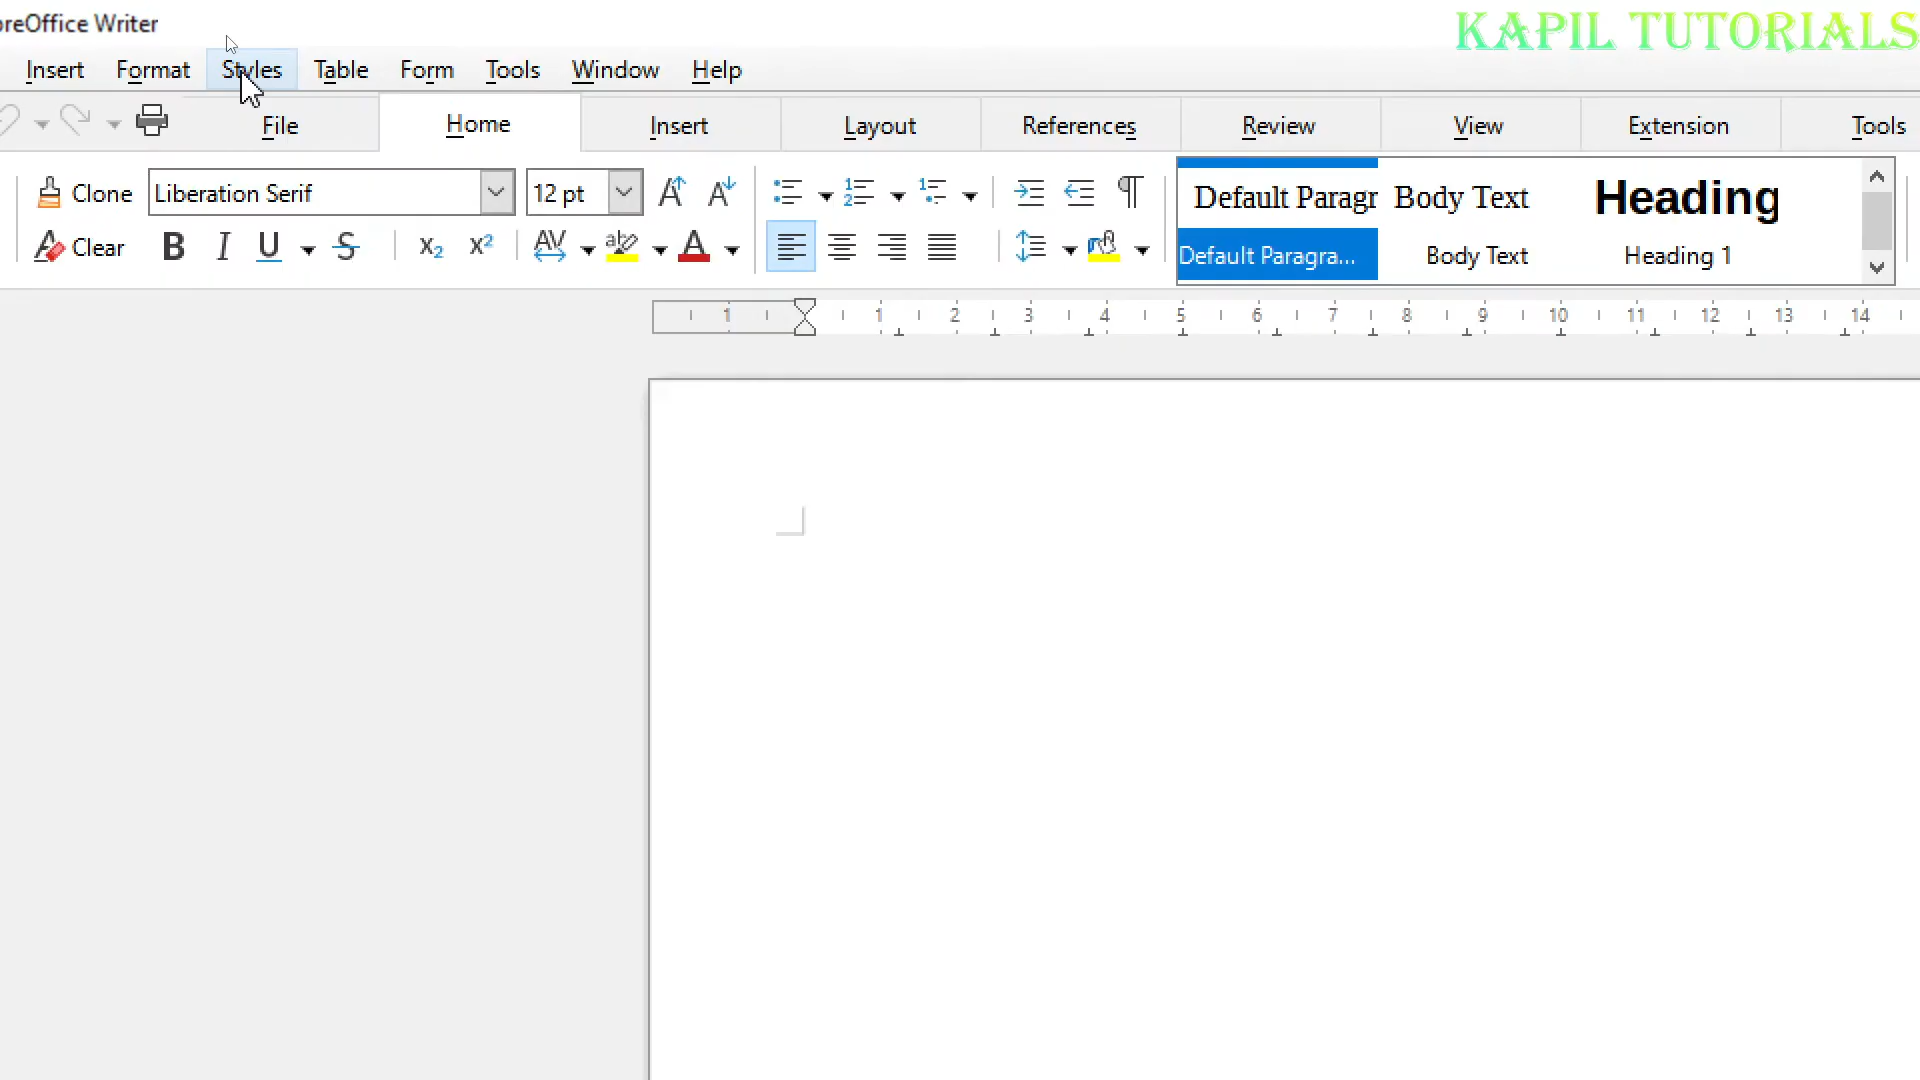 oreOffice Writer
KAPIL TUTORIALS
Insert Format Styles Table Form Tools Window Help
File Home Insert Layout References Review View Extension Tools
Clone Liberation Serif 12 pt Default Paragr Body Text Heading
Clear Default Paragra... Body Text Heading 1
1 1 2 3 4 5 6 7 8 9 10 11 12 13 14